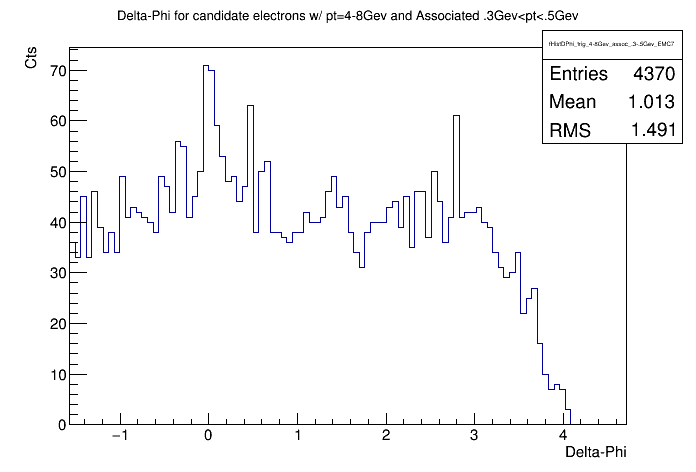 Delta-Phi for candidate electrons w/ pt=4-8Gev and Associated .3Gev<pt<.5Gev
fHistDPhi_trig_4-8Gev_assoc_.3-.5Gev_EMC7
Entries 4370
Mean 1.013
RMS 1.491
Cts
70
60
50
40
30
20
10
0
−1 0 1 2 3 4
Delta-Phi